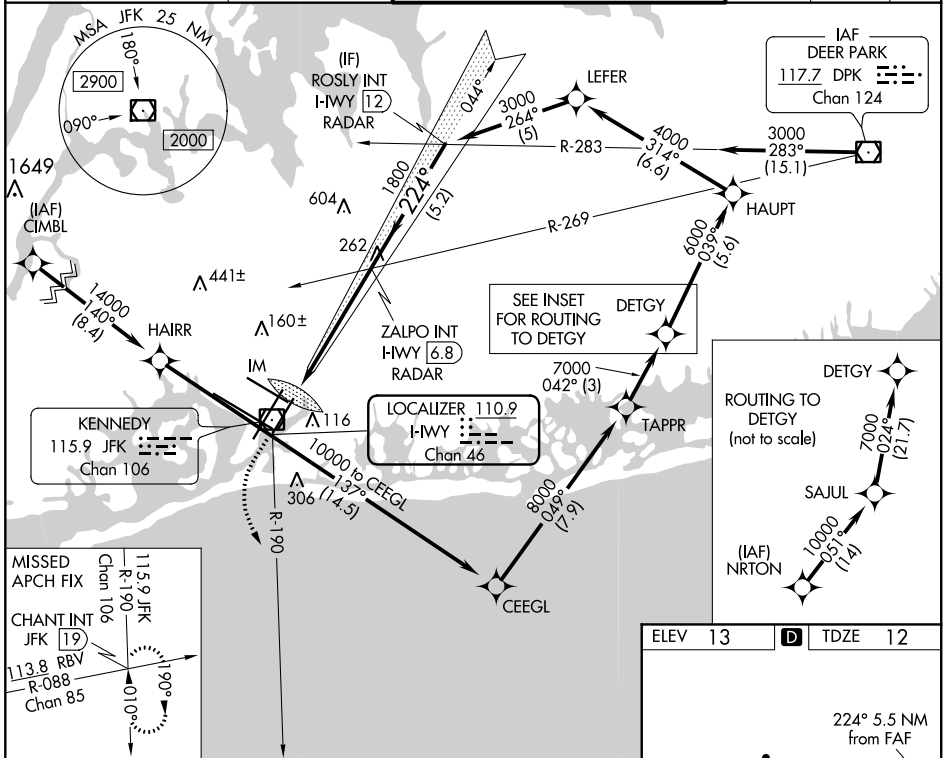 MSA JFK 25 NM
180°
2900
090°
2000
1649
(IAF)
CIMBL
14000
140°
(8.4)
HAIRR
441±
604
262
160±
IM
116
306
(IF)
ROSLY INT
I-IWY 12
RADAR
044°
1800
224°
(5.2)
LEFER
3000
264°
(5)
R-283
4000
314°
(6.6)
3000
283°
(15.1)
IAF
DEER PARK
117.7 DPK
Chan 124
HAUPT
R-269
6000
039°
(5.6)
ZALPO INT
I-IWY 6.8
RADAR
SEE INSET
FOR ROUTING
TO DETGY
DETGY
7000
042° (3)
TAPPR
KENNEDY
115.9 JFK
Chan 106
LOCALIZER 110.9
I-IWY
Chan 46
10000 to CEEGL
137°
(14.5)
R-190
8000
049°
(7.9)
CEEGL
ROUTING TO
DETGY
(not to scale)
DETGY
7000
024°
(21.7)
SAJUL
10000
051°
(14)
(IAF)
NRTON
MISSED
APCH FIX
115.9 JFK
R-190
Chan 106
CHANT INT
JFK 19
113.8 RBV
R-088
Chan 85
190°
010°
ELEV 13 D TDZE 12
224° 5.5 NM
from FAF